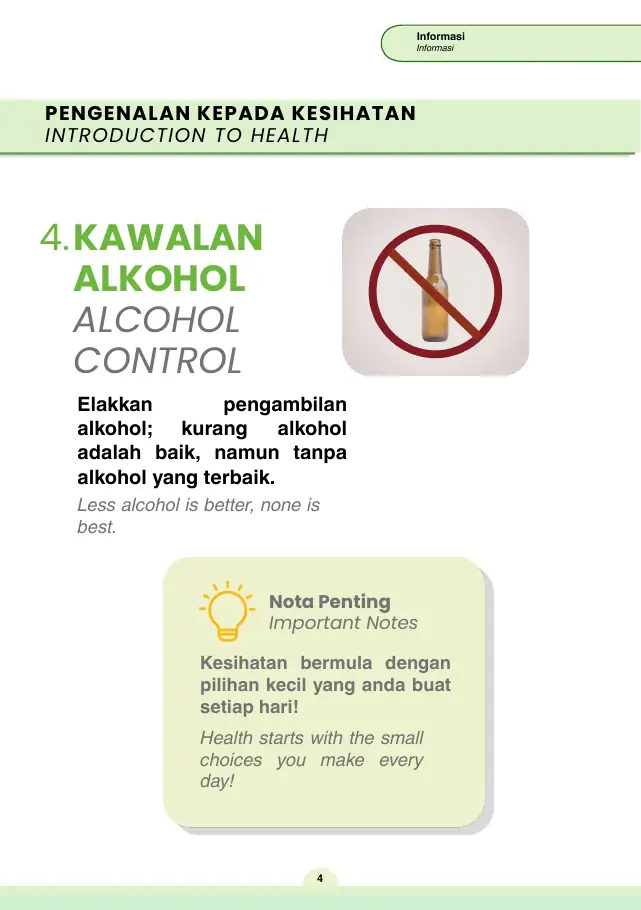 Informasi
Informasi
PENGENALAN KEPADA KESIHATAN
INTRODUCTION TO HEALTH
4. KAWALAN
ALKOHOL
ALCOHOL
CONTROL
Elakkan pengambilan
alkohol; kurang alkohol
adalah baik, namun tanpa
alkohol yang terbaik.
Less alcohol is better, none is
best.
Nota Penting
Important Notes
Kesihatan bermula dengan
pilihan kecil yang anda buat
setiap hari!
Health starts with the small
choices you make every
day!
4